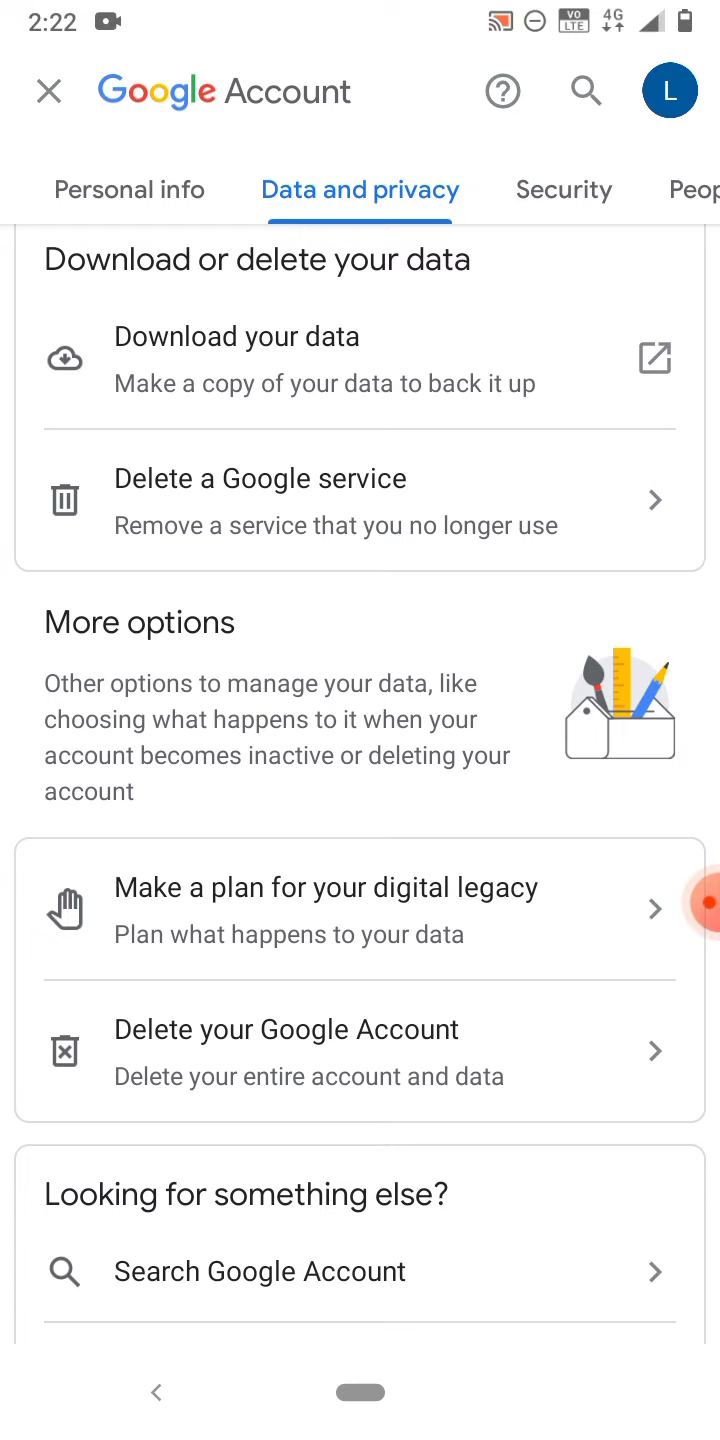 2:22
VO
LTE
4G
Google Account
L
Personal info
Data and privacy
Security
Peop
Download or delete your data
Download your data
Make a copy of your data to back it up
Delete a Google service
Remove a service that you no longer use
More options
Other options to manage your data, like
choosing what happens to it when your
account becomes inactive or deleting your
account
Make a plan for your digital legacy
Plan what happens to your data
Delete your Google Account
Delete your entire account and data
Looking for something else?
Search Google Account